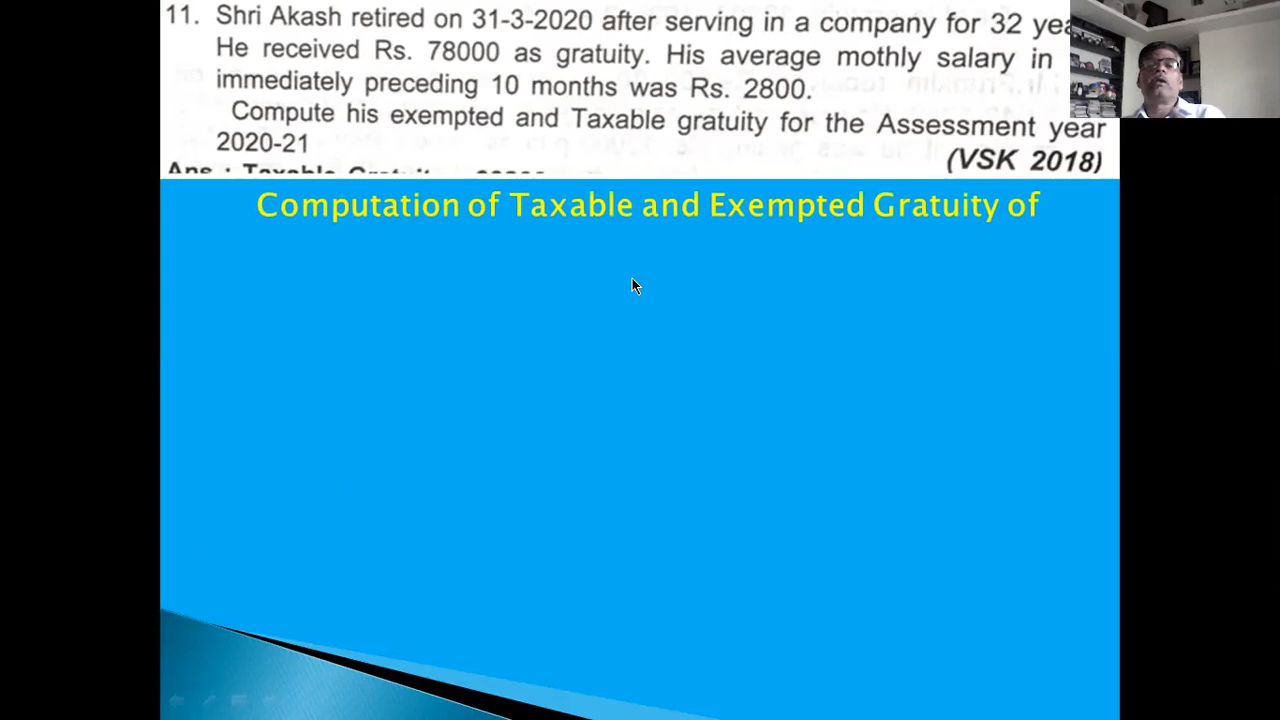 11. Shri Akash retired on 31-3-2020 after serving in a company for 32
He received Rs. 78000 as gratuity. His average mothly salary in
immediately preceding 10 months was Rs. 2800.
Compute his exempted and Taxable gratuity for the Assessment year
2020-21
(VSK 2018)
Ans : Taxable
Computation of Taxable and Exempted Gratuity of